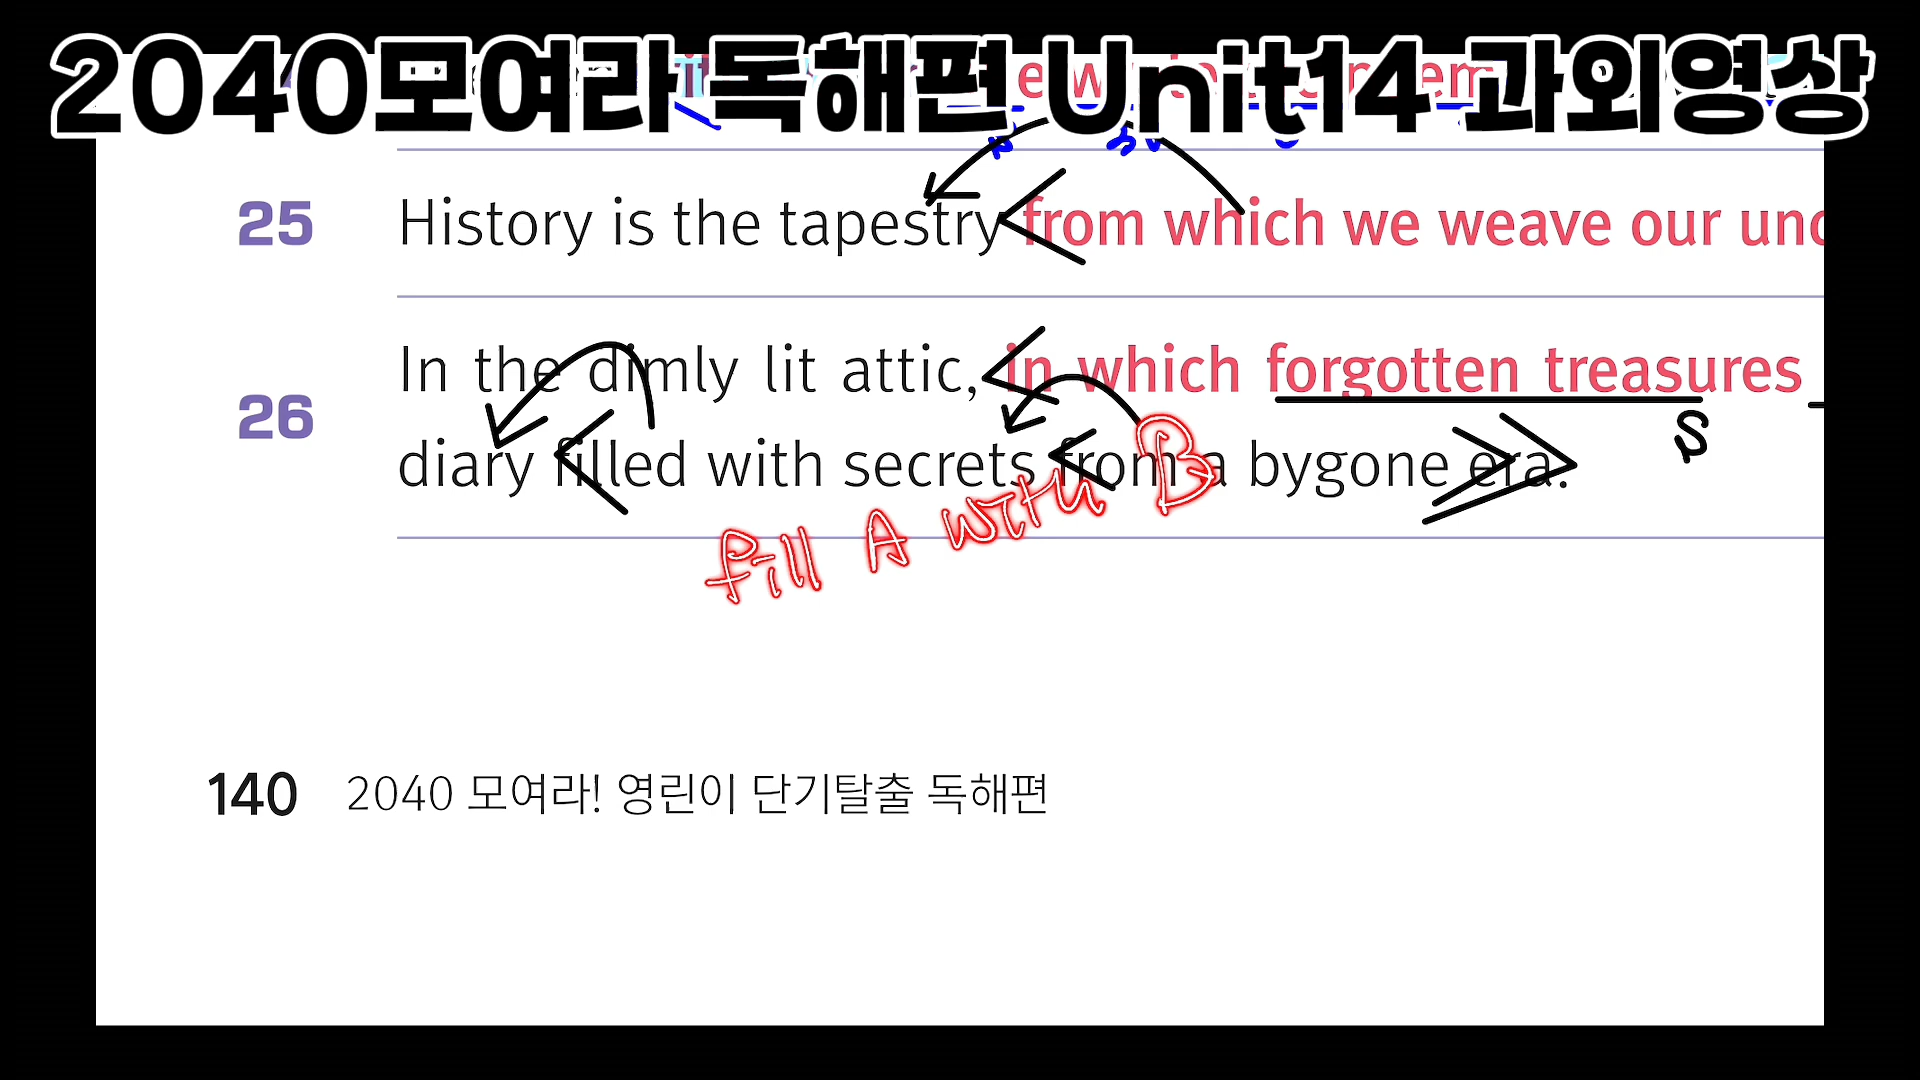 2040모여라 독해편 Unit14 과외영상
25 History is the tapestry from which we weave our
26 In the dimly lit attic, in which forgotten treasures
S
diary filled with secrets from a bygone era.
fill A with B
140 2040 모여라! 영린이 단기탈출 독해편